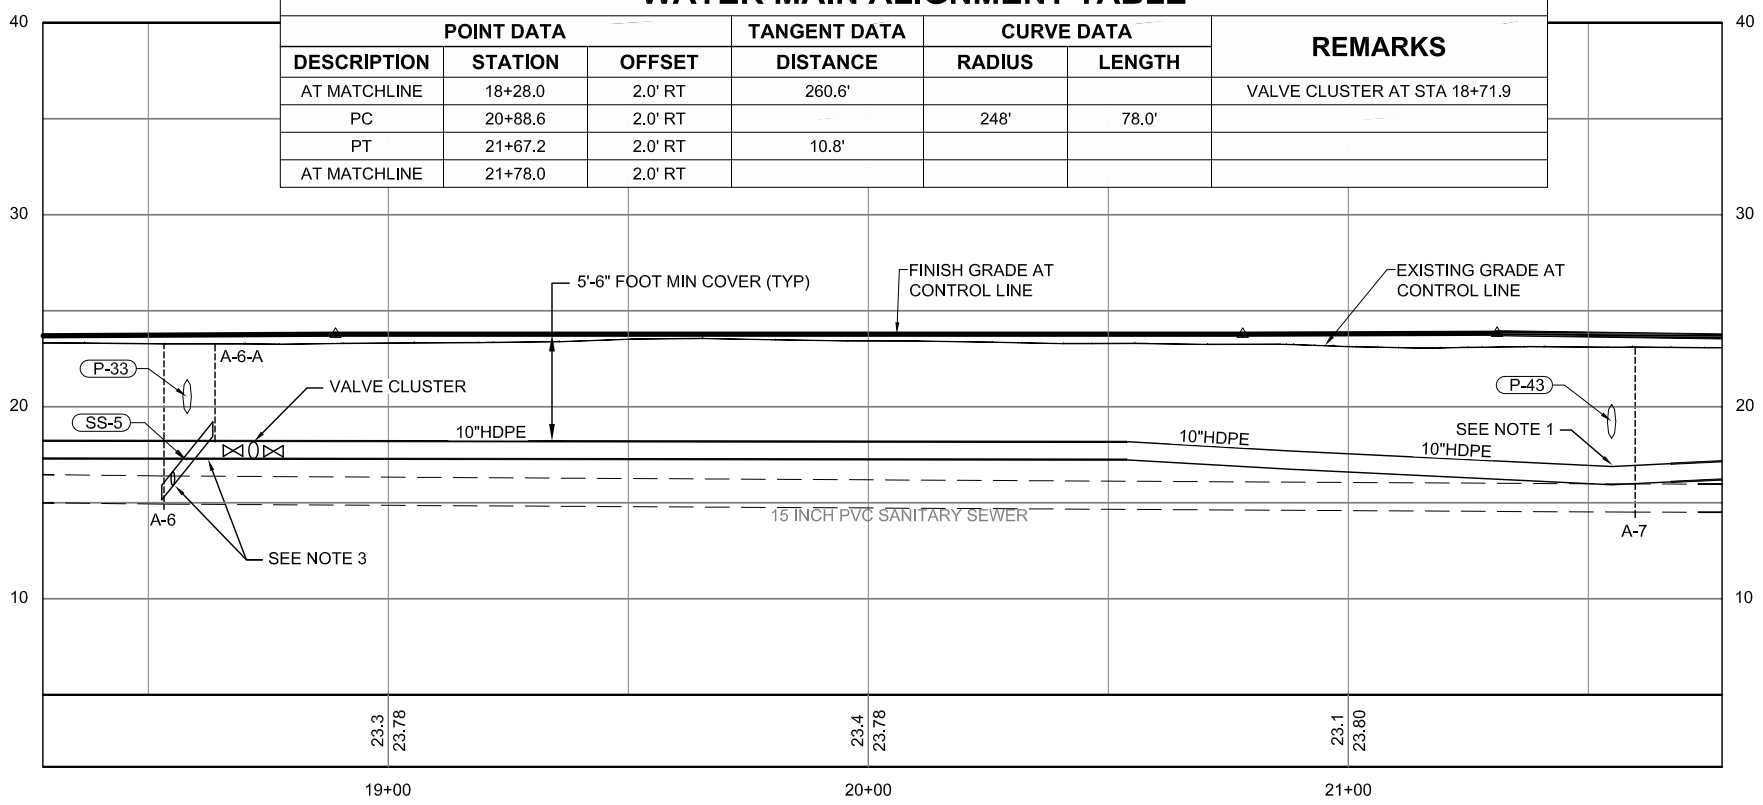 WATER MAIN ALIGNMENT TABLE
POINT DATA TANGENT DATA CURVE DATA REMARKS
DESCRIPTION STATION OFFSET DISTANCE RADIUS LENGTH
AT MATCHLINE 18+28.0 2.0' RT 260.6' VALVE CLUSTER AT STA 18+71.9
PC 20+88.6 2.0' RT 248' 78.0'
PT 21+67.2 2.0' RT 10.8'
AT MATCHLINE 21+78.0 2.0' RT
40 40
30 30
5'-6" FOOT MIN COVER (TYP)
FINISH GRADE AT
CONTROL LINE
EXISTING GRADE AT
CONTROL LINE
A-6-A
P-33
VALVE CLUSTER
P-43
20 20
SS-5
10"HDPE
10"HDPE
SEE NOTE 1
10"HDPE
A-6
15 INCH PVC SANITARY SEWER
A-7
SEE NOTE 3
10 10
23.3
23.78
23.4
23.78
23.1
23.80
19+00 20+00 21+00